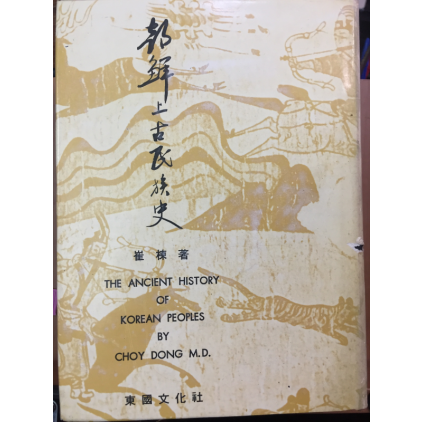 朝鮮上古民族史
崔棟著
THE ANCIENT HISTORY
OF
KOREAN PEOPLES
BY
CHOY DONG M.D.
東國文化社